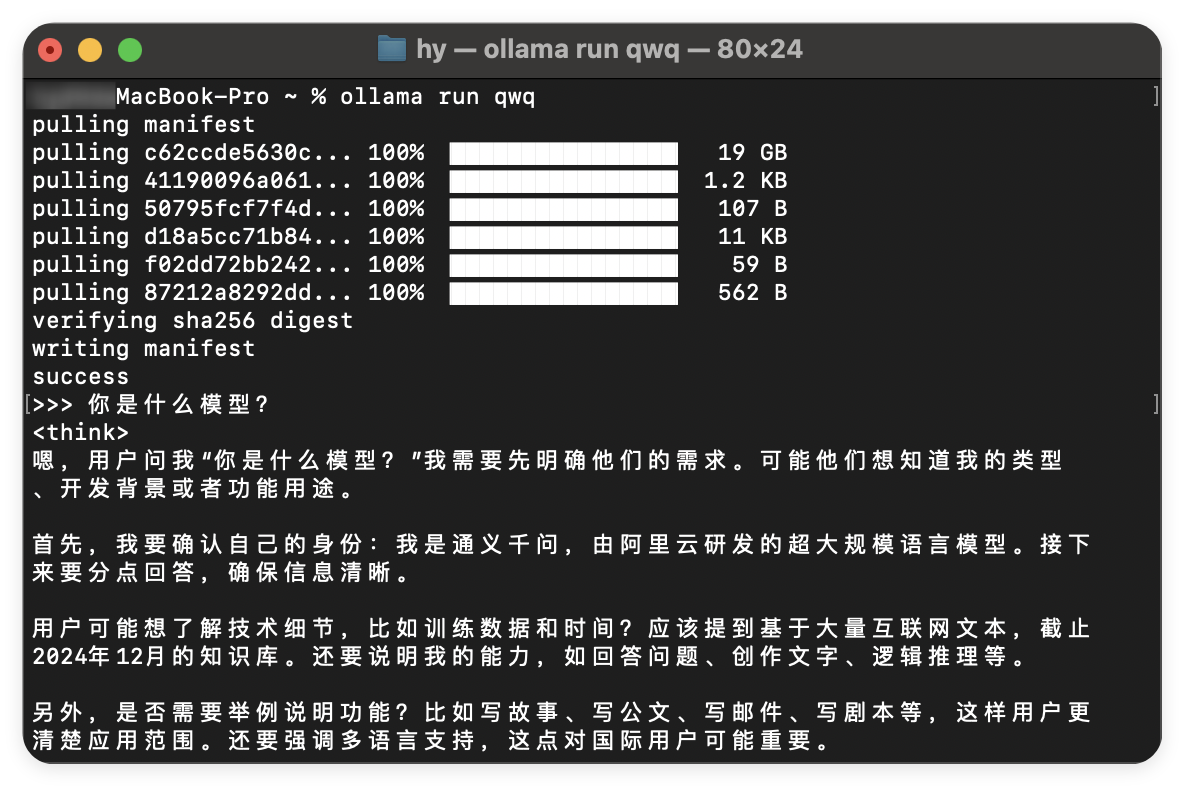 hy — ollama run qwq — 80×24
MacBook-Pro ~ % ollama run qwq
pulling manifest
pulling c62ccde5630c... 100% 19 GB
pulling 41190096a061... 100% 1.2 KB
pulling 50795fcf7f4d... 100% 107 B
pulling d18a5cc71b84... 100% 11 KB
pulling f02dd72bb242... 100% 59 B
pulling 87212a8292dd... 100% 562 B
verifying sha256 digest
writing manifest
success
>>> 你是什么模型？
<think>
嗯，用户问我“你是什么模型？”我需要先明确他们的需求。可能他们想知道我的类型
、开发背景或者功能用途。
首先，我要确认自己的身份：我是通义千问，由阿里云研发的超大规模语言模型。接下
来要分点回答，确保信息清晰。
用户可能想了解技术细节，比如训练数据和时间？应该提到基于大量互联网文本，截止
2024年12月的知识库。还要说明我的能力，如回答问题、创作文字、逻辑推理等。
另外，是否需要举例说明功能？比如写故事、写公文、写邮件、写剧本等，这样用户更
清楚应用范围。还要强调多语言支持，这点对国际用户可能重要。